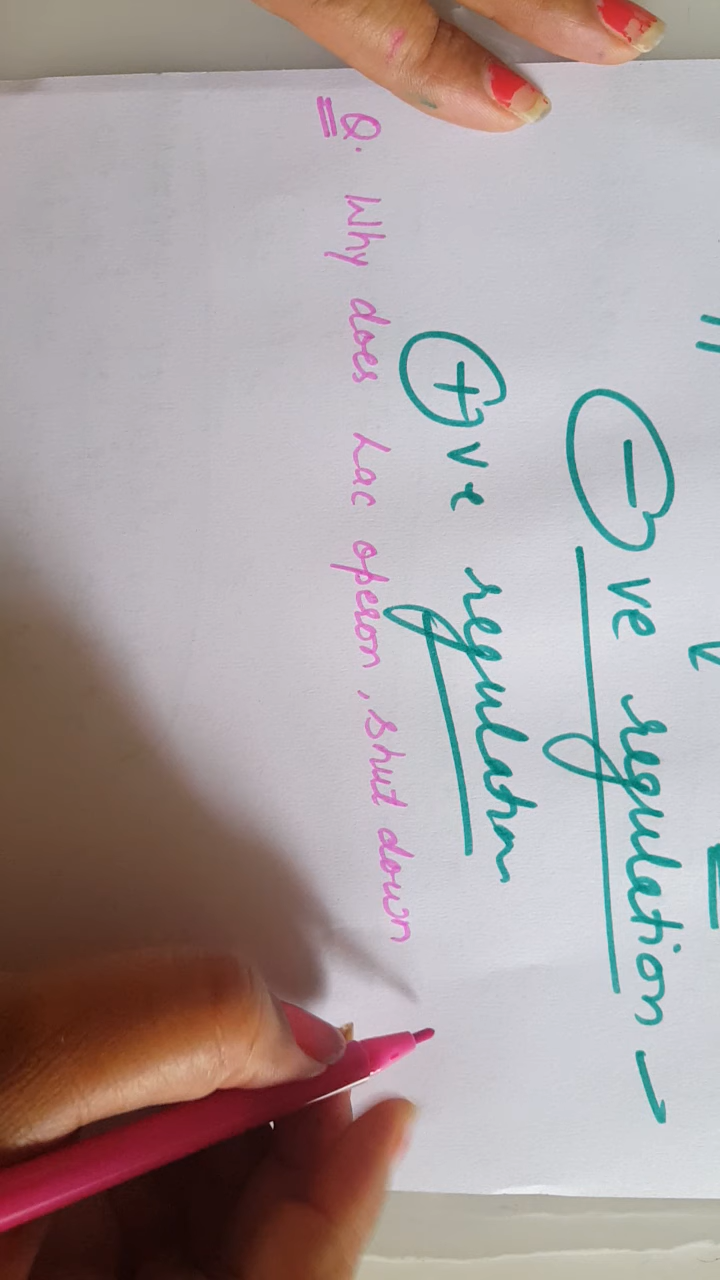 ⊖ve regulation →
⊕ve regulation
Q. Why does Lac operon, shut down